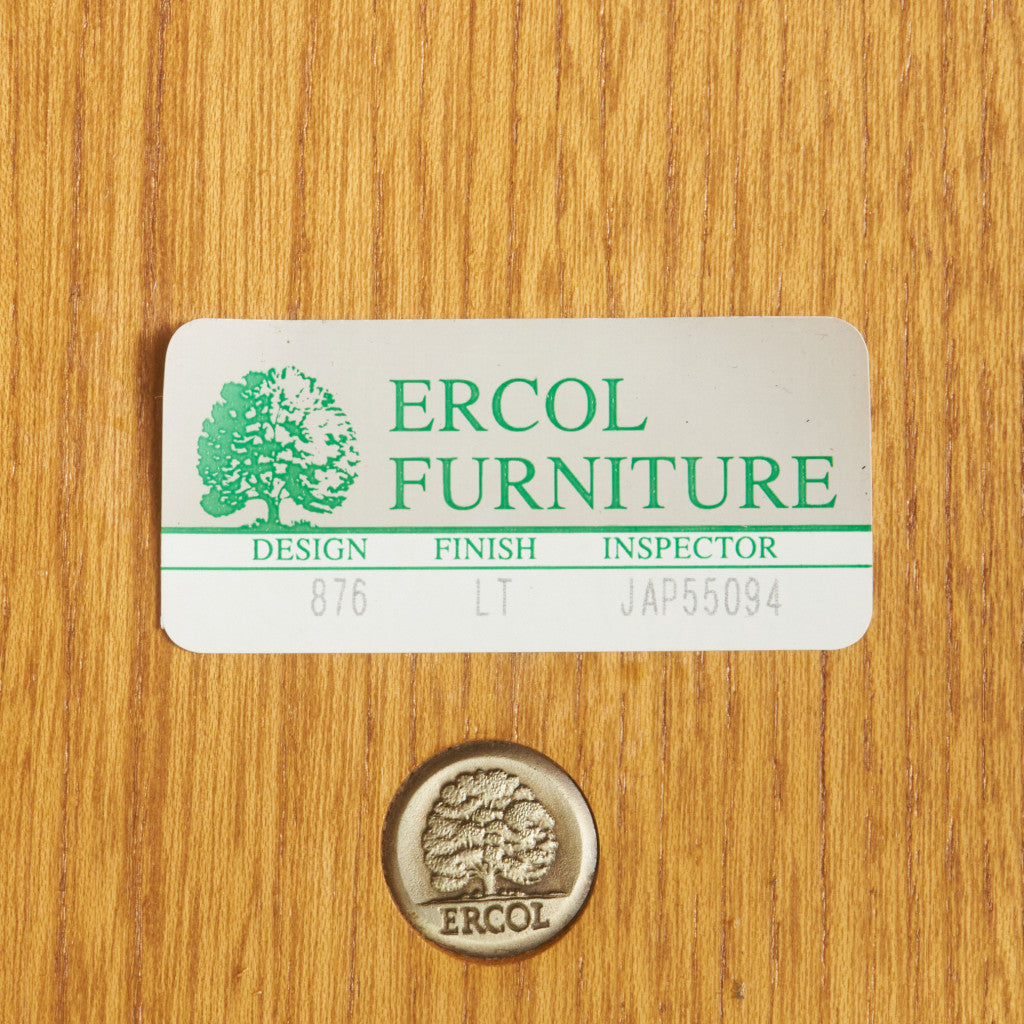 ERCOL
FURNITURE
DESIGN FINISH INSPECTOR
876 LT JAP55094
ERCOL